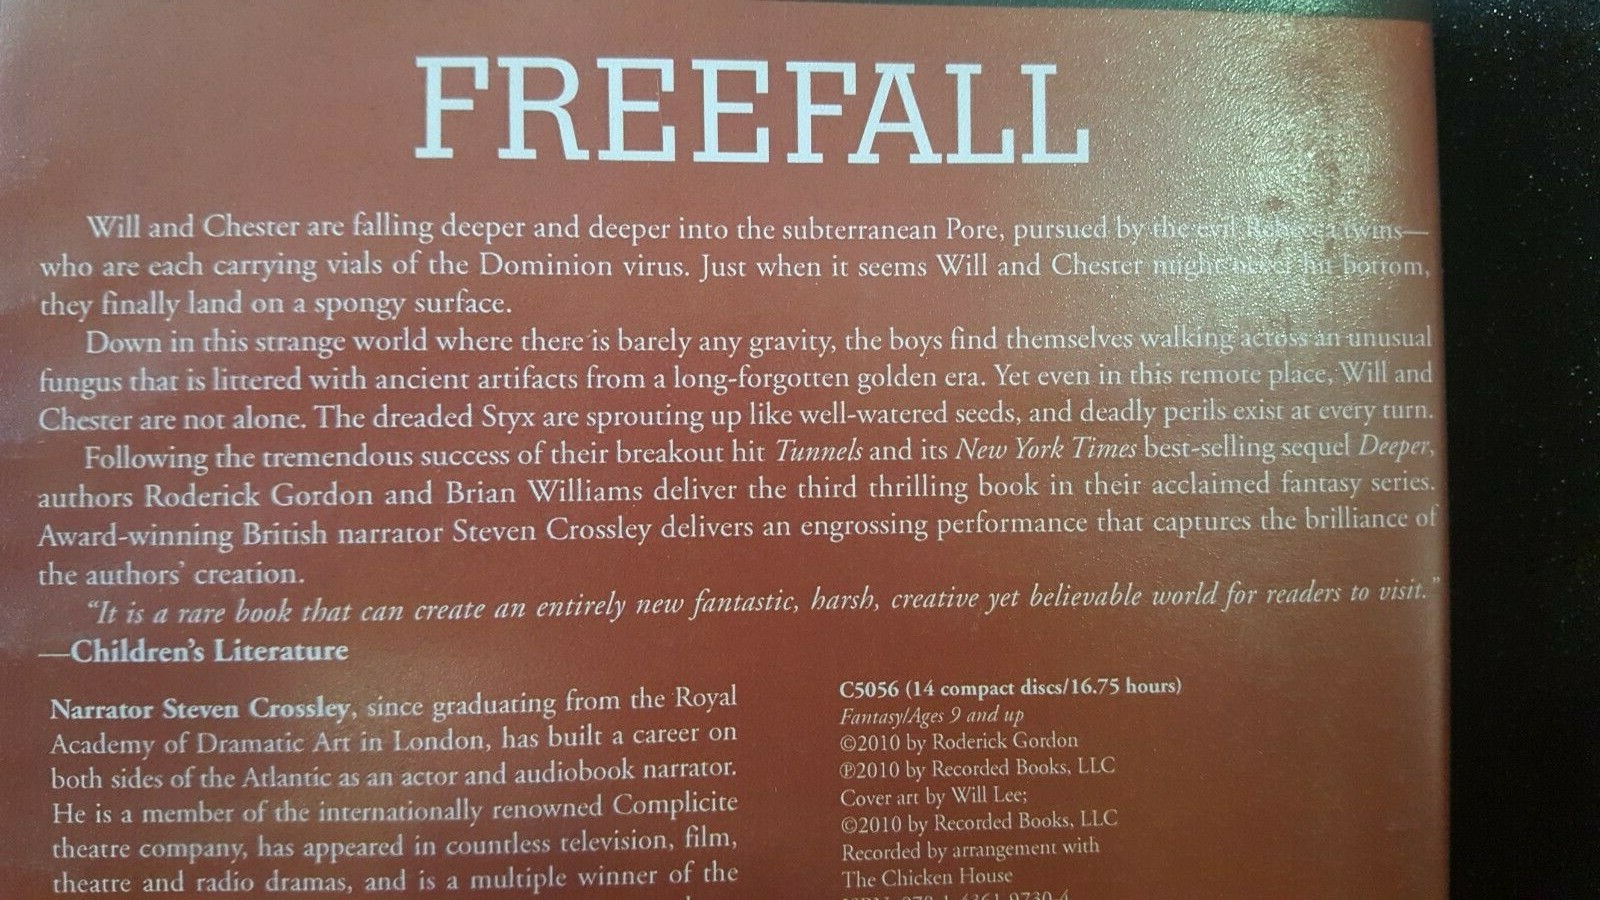 FREEFALL
Will and Chester are falling deeper and deeper into the subterranean Pore, pursued by the evil Rebecca twins—
who are each carrying vials of the Dominion virus. Just when it seems Will and Chester might never hit bottom,
they finally land on a spongy surface.
Down in this strange world where there is barely any gravity, the boys find themselves walking across an unusual
fungus that is littered with ancient artifacts from a long-forgotten golden era. Yet even in this remote place, Will and
Chester are not alone. The dreaded Styx are sprouting up like well-watered seeds, and deadly perils exist at every turn.
Following the tremendous success of their breakout hit Tunnels and its New York Times best-selling sequel Deeper,
authors Roderick Gordon and Brian Williams deliver the third thrilling book in their acclaimed fantasy series.
Award-winning British narrator Steven Crossley delivers an engrossing performance that captures the brilliance of
the authors' creation.
"It is a rare book that can create an entirely new fantastic, harsh, creative yet believable world for readers to visit."
—Children's Literature
Narrator Steven Crossley, since graduating from the Royal
Academy of Dramatic Art in London, has built a career on
both sides of the Atlantic as an actor and audiobook narrator.
He is a member of the internationally renowned Complicite
theatre company, has appeared in countless television, film,
theatre and radio dramas, and is a multiple winner of the
C5056 (14 compact discs/16.75 hours)
Fantasy/Ages 9 and up
©2010 by Roderick Gordon
℗2010 by Recorded Books, LLC
Cover art by Will Lee;
©2010 by Recorded Books, LLC
Recorded by arrangement with
The Chicken House